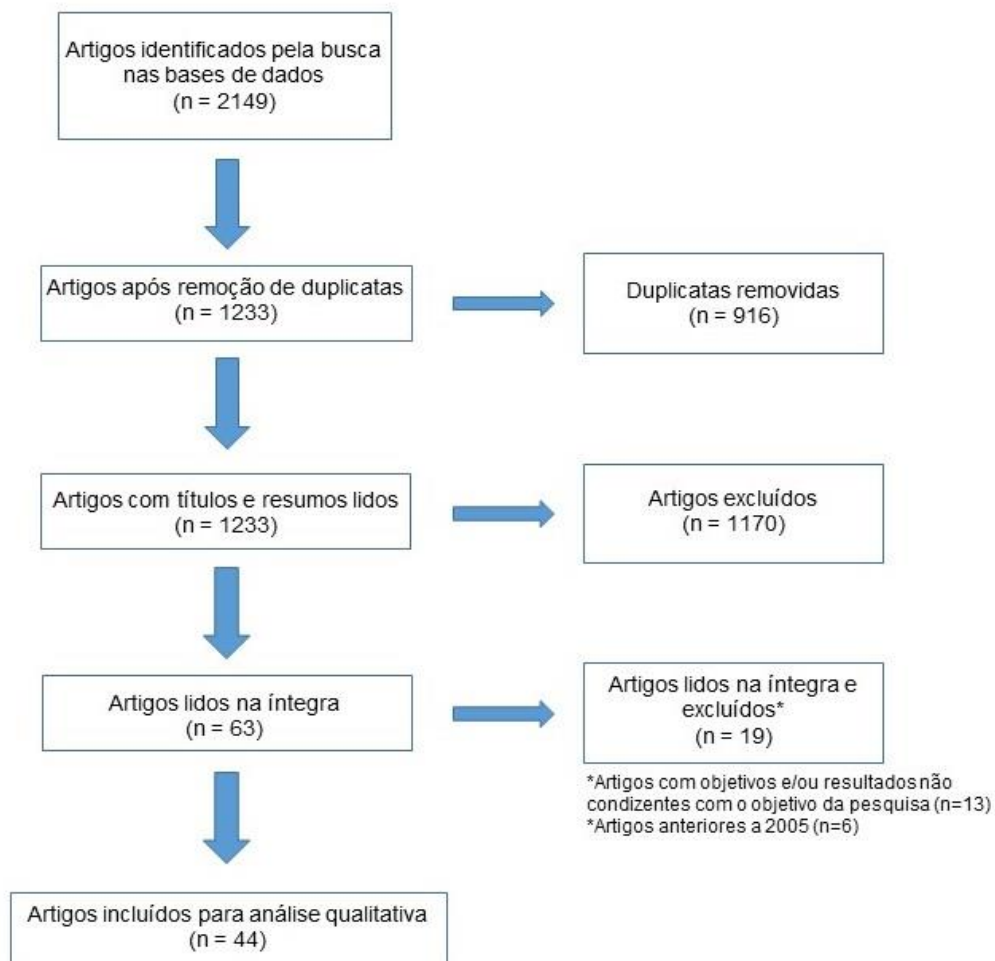 Artigos identificados pela busca
nas bases de dados
(n = 2149)
Artigos após remoção de duplicatas
(n = 1233)
Duplicatas removidas
(n = 916)
Artigos com títulos e resumos lidos
(n = 1233)
Artigos excluídos
(n = 1170)
Artigos lidos na íntegra
(n = 63)
Artigos lidos na íntegra e
excluídos*
(n = 19)
*Artigos com objetivos e/ou resultados não
condizentes com o objetivo da pesquisa (n=13)
*Artigos anteriores a 2005 (n=6)
Artigos incluídos para análise qualitativa
(n = 44)